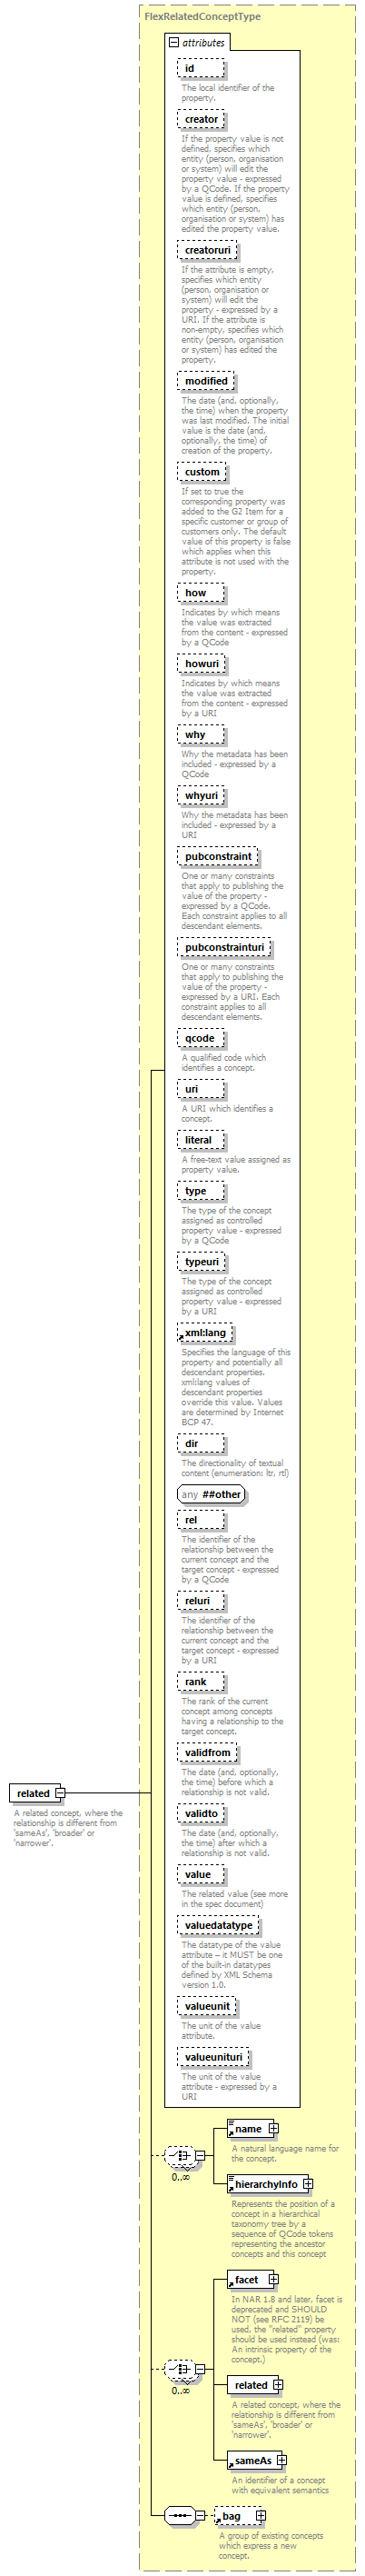 FlexRelatedConceptType
attributes
id
The local identifier of the
property.
creator
If the property value is not
defined, specifies which
entity (person, organisation
or system) will edit the
property value - expressed
by a QCode. If the property
value is defined, specifies
which entity (person,
organisation or system) has
edited the property value.
creatoruri
If the attribute is empty,
specifies which entity
(person, organisation or
system) will edit the
property - expressed by a
URI. If the attribute is
non-empty, specifies which
entity (person, organisation
or system) has edited the
property.
modified
The date (and, optionally,
the time) when the property
was last modified. The initial
value is the date (and,
optionally, the time) of
creation of the property.
custom
If set to true the
corresponding property was
added to the G2 Item for a
specific customer or group of
customers only. The default
value of this property is false
which applies when this
attribute is not used with the
property.
how
Indicates by which means
the value was extracted
from the content - expressed
by a QCode
howuri
Indicates by which means
the value was extracted
from the content - expressed
by a URI
why
Why the metadata has been
included - expressed by a
QCode
whyuri
Why the metadata has been
included - expressed by a
URI
pubconstraint
One or many constraints
that apply to publishing the
value of the property -
expressed by a QCode.
Each constraint applies to all
descendant elements.
pubconstrainturi
One or many constraints
that apply to publishing the
value of the property -
expressed by a URI. Each
constraint applies to all
descendant elements.
qcode
A qualified code which
identifies a concept.
uri
A URI which identifies a
concept.
literal
A free-text value assigned as
property value.
type
The type of the concept
assigned as controlled
property value - expressed
by a QCode
typeuri
The type of the concept
assigned as controlled
property value - expressed
by a URI
xml:lang
Specifies the language of this
property and potentially all
descendant properties.
xml:lang values of
descendant properties
override this value. Values
are determined by Internet
BCP 47.
dir
The directionality of textual
content (enumeration: ltr, rtl)
any ##other
rel
The identifier of the
relationship between the
current concept and the
target concept - expressed
by a QCode
reluri
The identifier of the
relationship between the
current concept and the
target concept - expressed
by a URI
rank
The rank of the current
concept among concepts
having a relationship to the
target concept.
validfrom
The date (and, optionally,
the time) before which a
relationship is not valid.
validto
The date (and, optionally,
the time) after which a
relationship is not valid.
value
The related value (see more
in the spec document)
valuedatatype
The datatype of the value
attribute – it MUST be one
of the built-in datatypes
defined by XML Schema
version 1.0.
valueunit
The unit of the value
attribute.
valueunituri
The unit of the value
attribute - expressed by a
URI
related
A related concept, where the
relationship is different from
'sameAs', 'broader' or
'narrower'.
0..∞
name
A natural language name for
the concept.
hierarchyInfo
Represents the position of a
concept in a hierarchical
taxonomy tree by a
sequence of QCode tokens
representing the ancestor
concepts and this concept
0..∞
facet
In NAR 1.8 and later, facet is
deprecated and SHOULD
NOT (see RFC 2119) be
used, the "related" property
should be used instead (was:
An intrinsic property of the
concept.)
related
A related concept, where the
relationship is different from
'sameAs', 'broader' or
'narrower'.
sameAs
An identifier of a concept
with equivalent semantics
bag
A group of existing concepts
which express a new
concept.